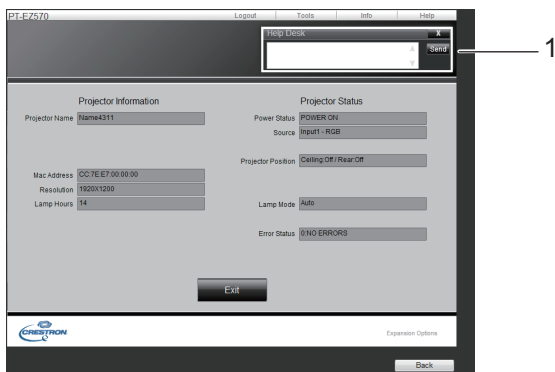 PT-EZ570 Logout Tools Info Help
Help Desk X
Send
1
Projector Information Projector Status
Projector Name Name4311 Power Status POWER ON
Source Input1 - RGB
Projector Position Ceiling:Off / Rear:Off
Mac Address CC:7E:E7:00:00:00
Resolution 1920X1200
Lamp Hours 14 Lamp Mode Auto
Error Status 0:NO ERRORS
Exit
CRESTRON Expansion Options
Back